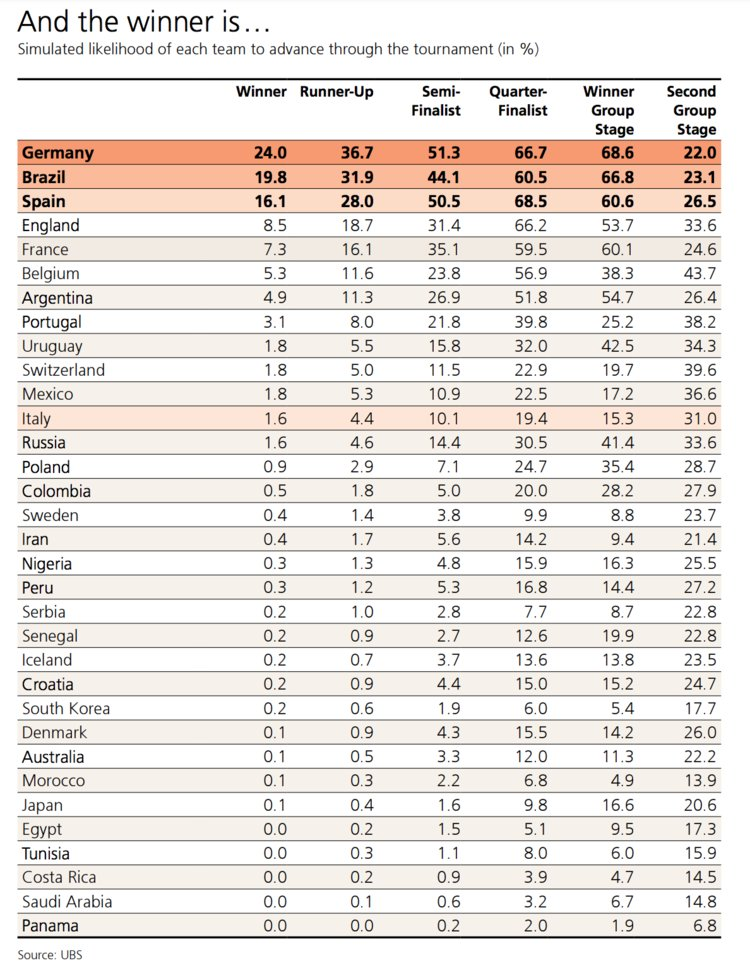 And the winner is…
Simulated likelihood of each team to advance through the tournament (in %)
Winner Runner-Up Semi- Quarter- Winner Second
Finalist Finalist Group Group
Stage Stage
Germany 24.0 36.7 51.3 66.7 68.6 22.0
Brazil 19.8 31.9 44.1 60.5 66.8 23.1
Spain 16.1 28.0 50.5 68.5 60.6 26.5
England 8.5 18.7 31.4 66.2 53.7 33.6
France 7.3 16.1 35.1 59.5 60.1 24.6
Belgium 5.3 11.6 23.8 56.9 38.3 43.7
Argentina 4.9 11.3 26.9 51.8 54.7 26.4
Portugal 3.1 8.0 21.8 39.8 25.2 38.2
Uruguay 1.8 5.5 15.8 32.0 42.5 34.3
Switzerland 1.8 5.0 11.5 22.9 19.7 39.6
Mexico 1.8 5.3 10.9 22.5 17.2 36.6
Italy 1.6 4.4 10.1 19.4 15.3 31.0
Russia 1.6 4.6 14.4 30.5 41.4 33.6
Poland 0.9 2.9 7.1 24.7 35.4 28.7
Colombia 0.5 1.8 5.0 20.0 28.2 27.9
Sweden 0.4 1.4 3.8 9.9 8.8 23.7
Iran 0.4 1.7 5.6 14.2 9.4 21.4
Nigeria 0.3 1.3 4.8 15.9 16.3 25.5
Peru 0.3 1.2 5.3 16.8 14.4 27.2
Serbia 0.2 1.0 2.8 7.7 8.7 22.8
Senegal 0.2 0.9 2.7 12.6 19.9 22.8
Iceland 0.2 0.7 3.7 13.6 13.8 23.5
Croatia 0.2 0.9 4.4 15.0 15.2 24.7
South Korea 0.2 0.6 1.9 6.0 5.4 17.7
Denmark 0.1 0.9 4.3 15.5 14.2 26.0
Australia 0.1 0.5 3.3 12.0 11.3 22.2
Morocco 0.1 0.3 2.2 6.8 4.9 13.9
Japan 0.1 0.4 1.6 9.8 16.6 20.6
Egypt 0.0 0.2 1.5 5.1 9.5 17.3
Tunisia 0.0 0.3 1.1 8.0 6.0 15.9
Costa Rica 0.0 0.2 0.9 3.9 4.7 14.5
Saudi Arabia 0.0 0.1 0.6 3.2 6.7 14.8
Panama 0.0 0.0 0.2 2.0 1.9 6.8
Source: UBS